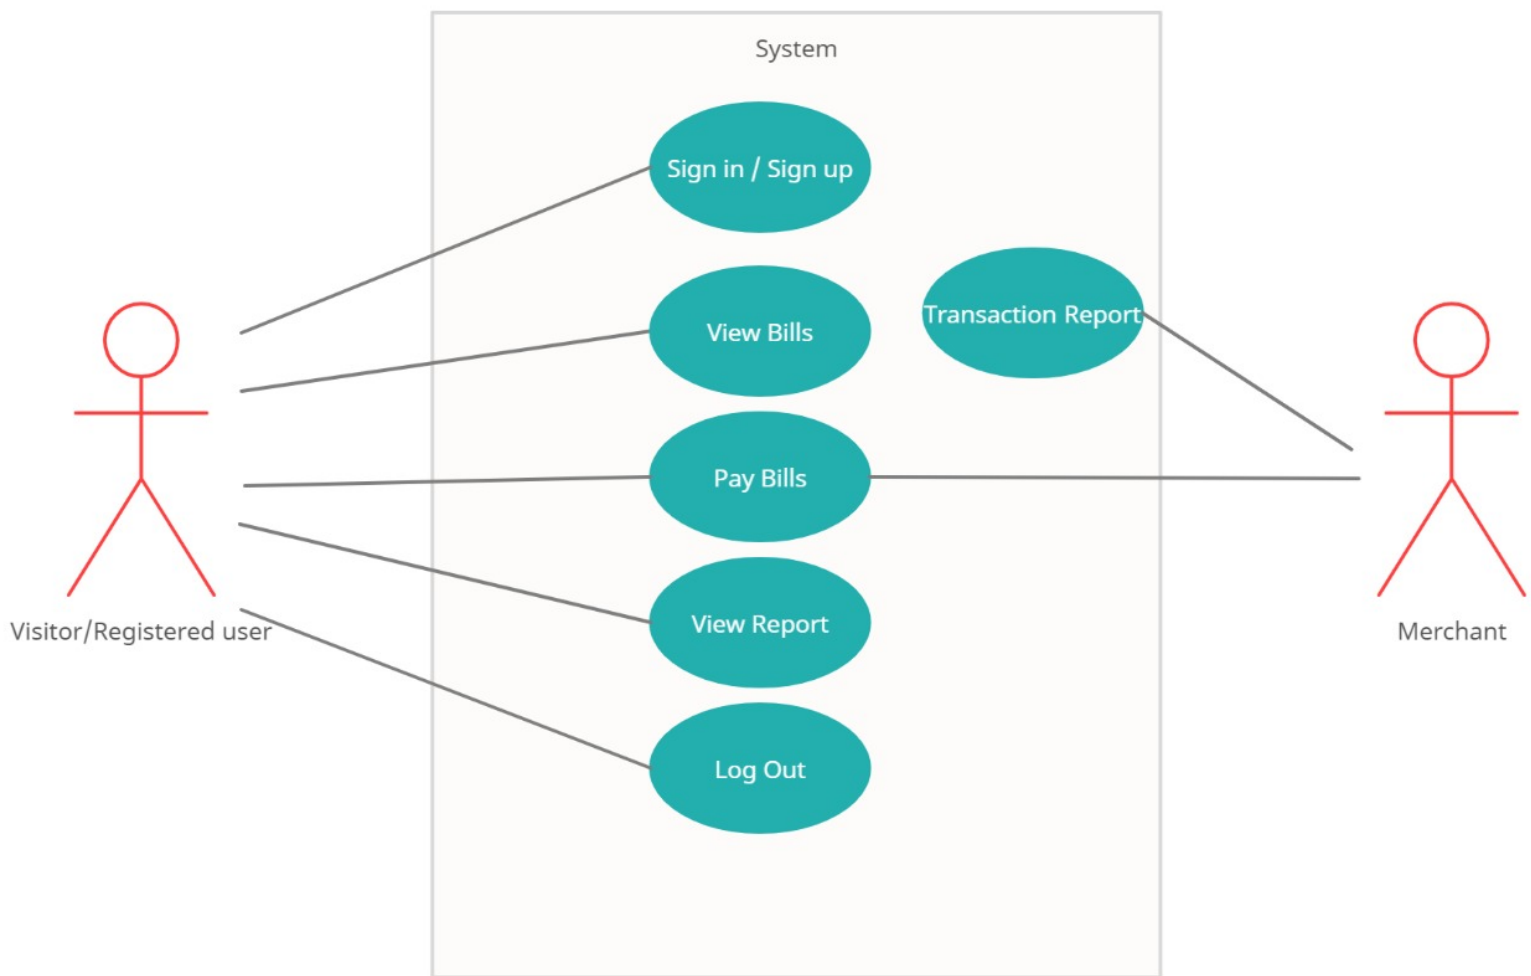 System
Sign in / Sign up
View Bills
Transaction Report
Pay Bills
View Report
Visitor/Registered user
Merchant
Log Out